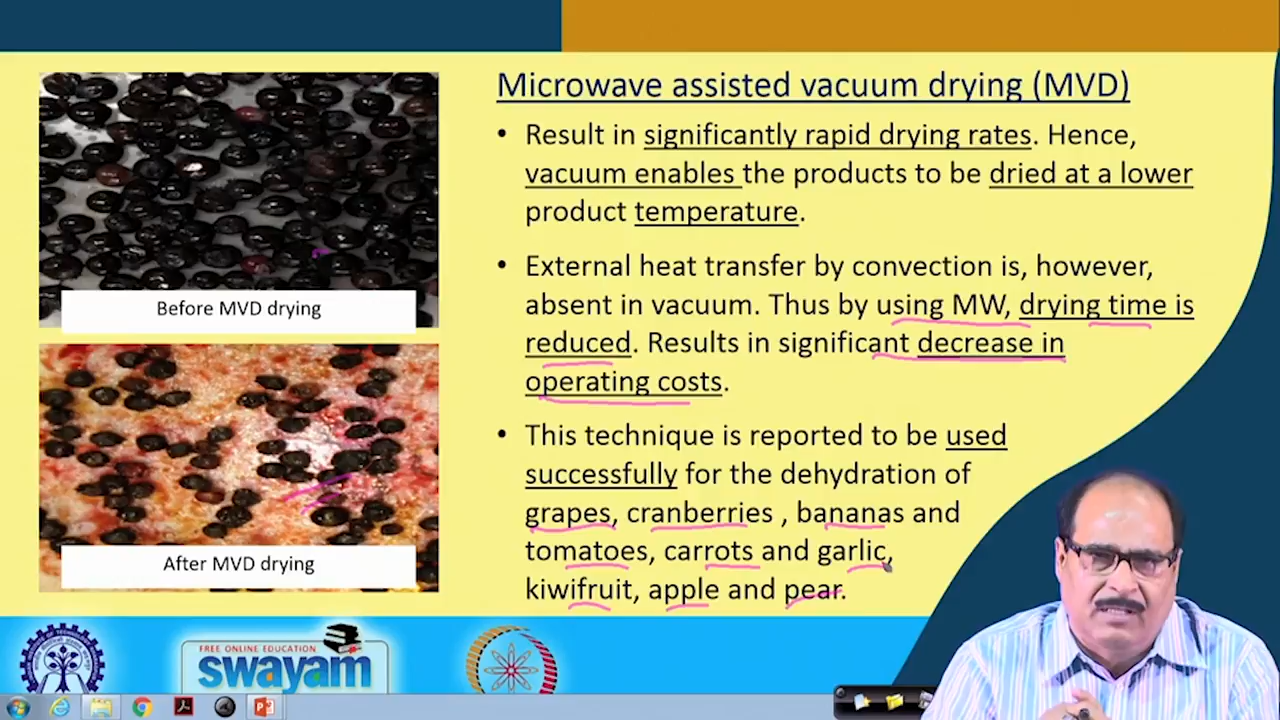 Microwave assisted vacuum drying (MVD)
• Result in significantly rapid drying rates. Hence,
vacuum enables the products to be dried at a lower
product temperature.
• External heat transfer by convection is, however,
absent in vacuum. Thus by using MW, drying time is
reduced. Results in significant decrease in
operating costs.
• This technique is reported to be used
successfully for the dehydration of
grapes, cranberries , bananas and
tomatoes, carrots and garlic,
kiwifruit, apple and pear.
Before MVD drying
After MVD drying
FREE ONLINE EDUCATION
swayam